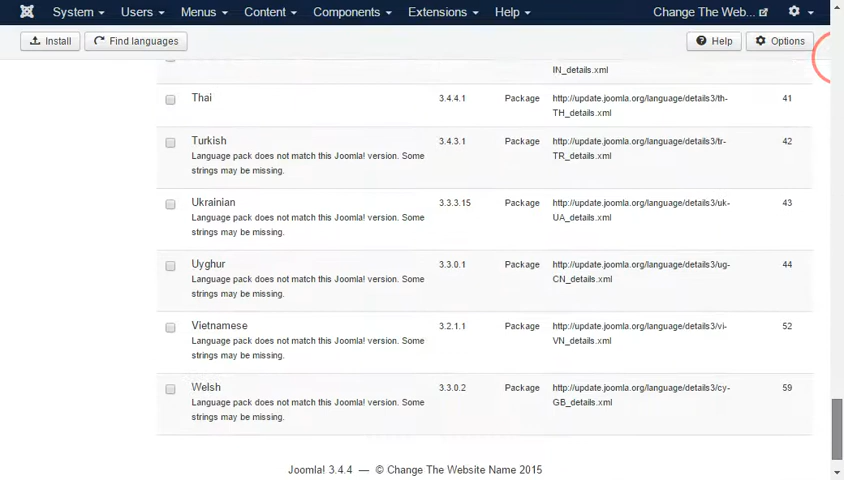 System Users Menus Content Components Extensions Help Change The Web...
Install Find languages Help Options
IN_details.xml
Thai 3.4.4.1 Package http://update.joomla.org/language/details3/th- 41
TH_details.xml
Turkish 3.4.3.1 Package http://update.joomla.org/language/details3/tr- 42
Language pack does not match this Joomla! version. Some TR_details.xml
strings may be missing.
Ukrainian 3.3.3.15 Package http://update.joomla.org/language/details3/uk- 43
Language pack does not match this Joomla! version. Some UA_details.xml
strings may be missing.
Uyghur 3.3.0.1 Package http://update.joomla.org/language/details3/ug- 44
Language pack does not match this Joomla! version. Some CN_details.xml
strings may be missing.
Vietnamese 3.2.1.1 Package http://update.joomla.org/language/details3/vi- 52
Language pack does not match this Joomla! version. Some VN_details.xml
strings may be missing.
Welsh 3.3.0.2 Package http://update.joomla.org/language/details3/cy- 59
Language pack does not match this Joomla! version. Some GB_details.xml
strings may be missing.
Joomla! 3.4.4 — © Change The Website Name 2015